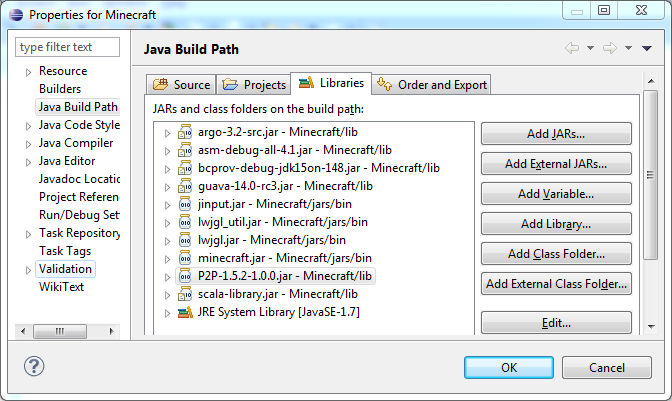 Properties for Minecraft
type filter text
Resource
Builders
Java Build Path
Java Code Style
Java Compiler
Java Editor
Javadoc Locatio
Project Referen
Run/Debug Set
Task Repository
Task Tags
Validation
WikiText
Java Build Path
Source Projects Libraries Order and Export
JARs and class folders on the build path:
argo-3.2-src.jar - Minecraft/lib
asm-debug-all-4.1.jar - Minecraft/lib
bcprov-debug-jdk15on-148.jar - Minecraft/lib
guava-14.0-rc3.jar - Minecraft/lib
jinput.jar - Minecraft/jars/bin
lwjgl_util.jar - Minecraft/jars/bin
lwjgl.jar - Minecraft/jars/bin
minecraft.jar - Minecraft/jars/bin
P2P-1.5.2-1.0.0.jar - Minecraft/lib
scala-library.jar - Minecraft/lib
JRE System Library [JavaSE-1.7]
Add JARs...
Add External JARs...
Add Variable...
Add Library...
Add Class Folder...
Add External Class Folder...
Edit...
OK Cancel